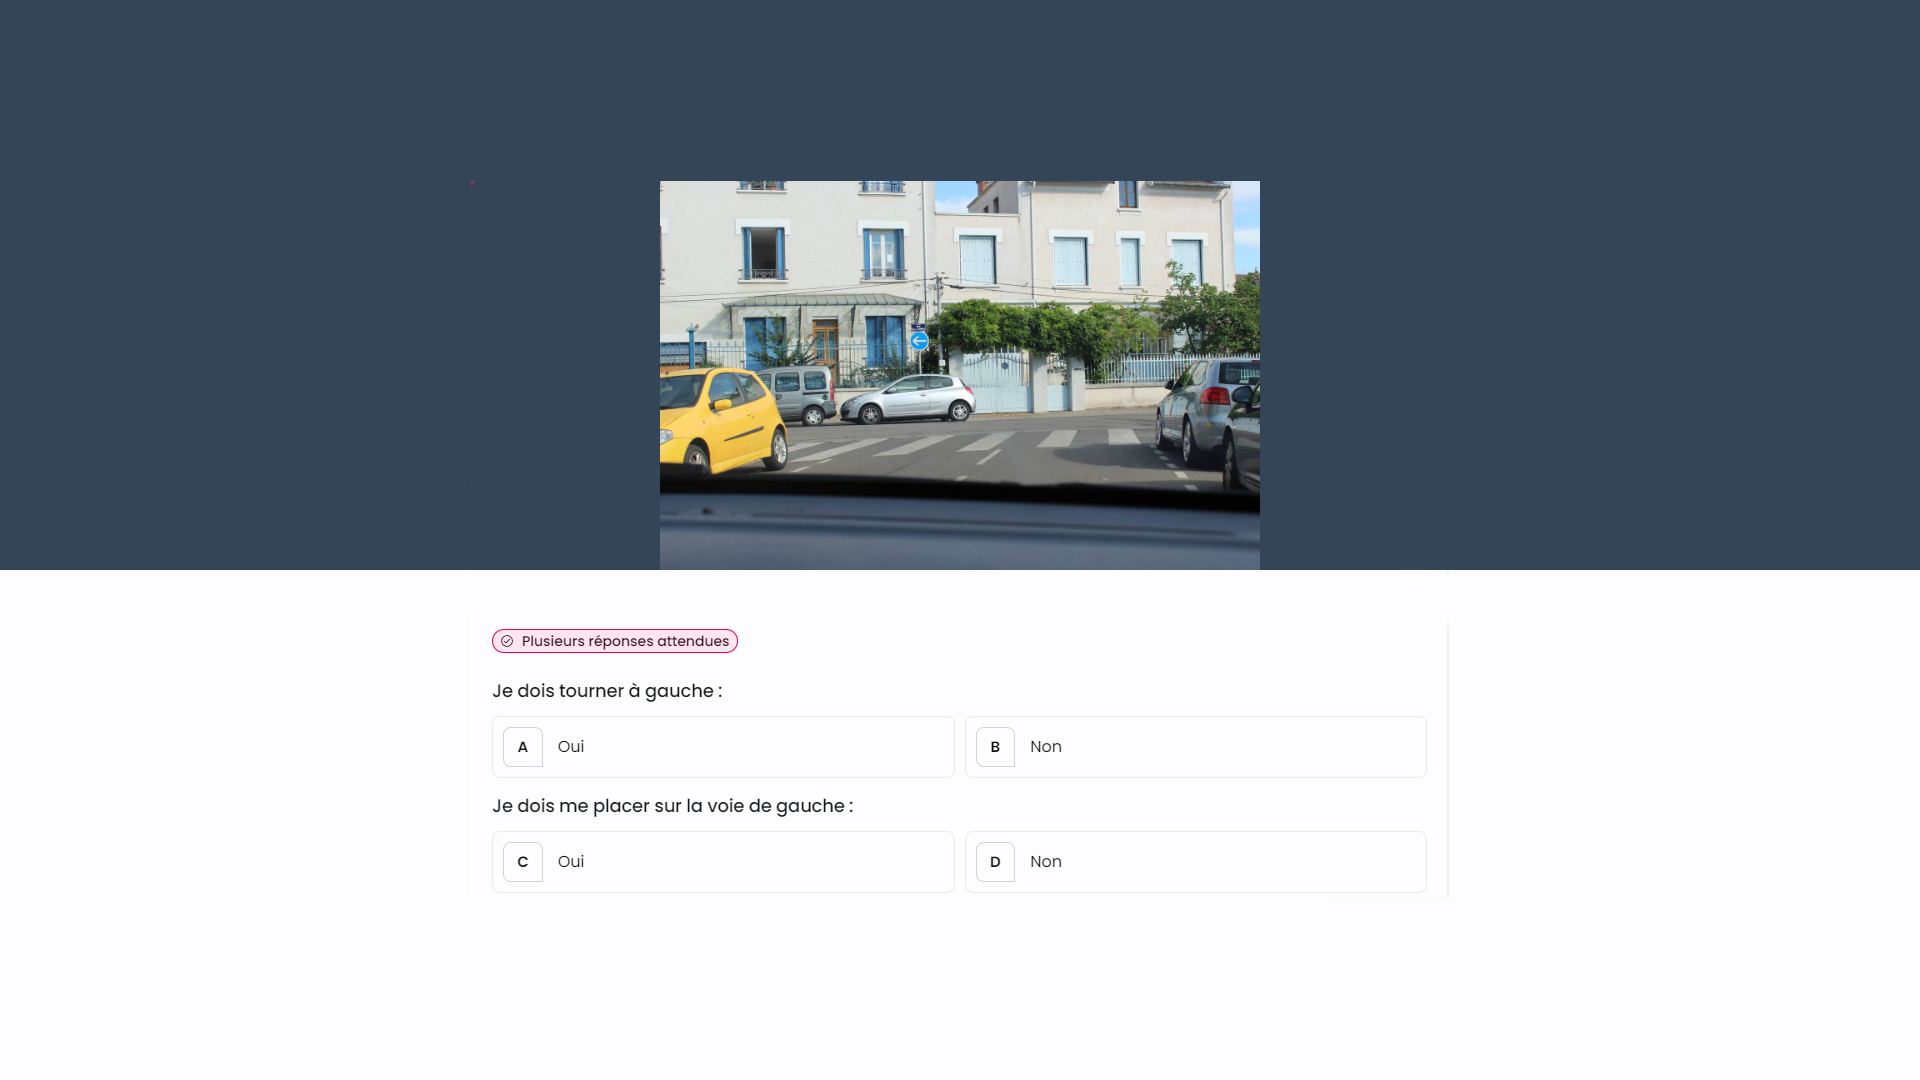 Plusieurs réponses attendues
Je dois tourner à gauche :
A Oui
B Non
Je dois me placer sur la voie de gauche :
C Oui
D Non